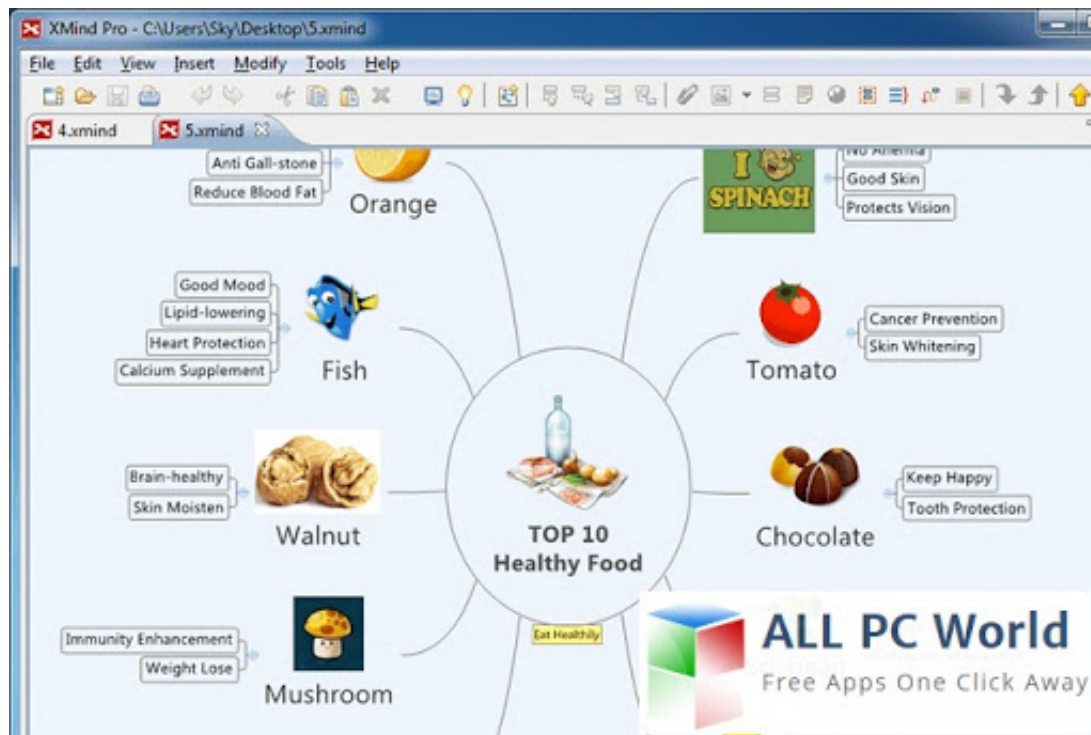 XMind Pro - C:\Users\Sky\Desktop\5.xmind
File Edit View Insert Modify Tools Help
4.xmind
5.xmind
Anti Gall-stone
Reduce Blood Fat
Orange
I
SPINACH
No Anemia
Good Skin
Protects Vision
Good Mood
Lipid-lowering
Heart Protection
Calcium Supplement
Fish
Tomato
Cancer Prevention
Skin Whitening
Brain-healthy
Skin Moisten
Walnut
TOP 10
Healthy Food
Chocolate
Keep Happy
Tooth Protection
Immunity Enhancement
Weight Lose
Mushroom
Eat Healthily
ALL PC World
Free Apps One Click Away